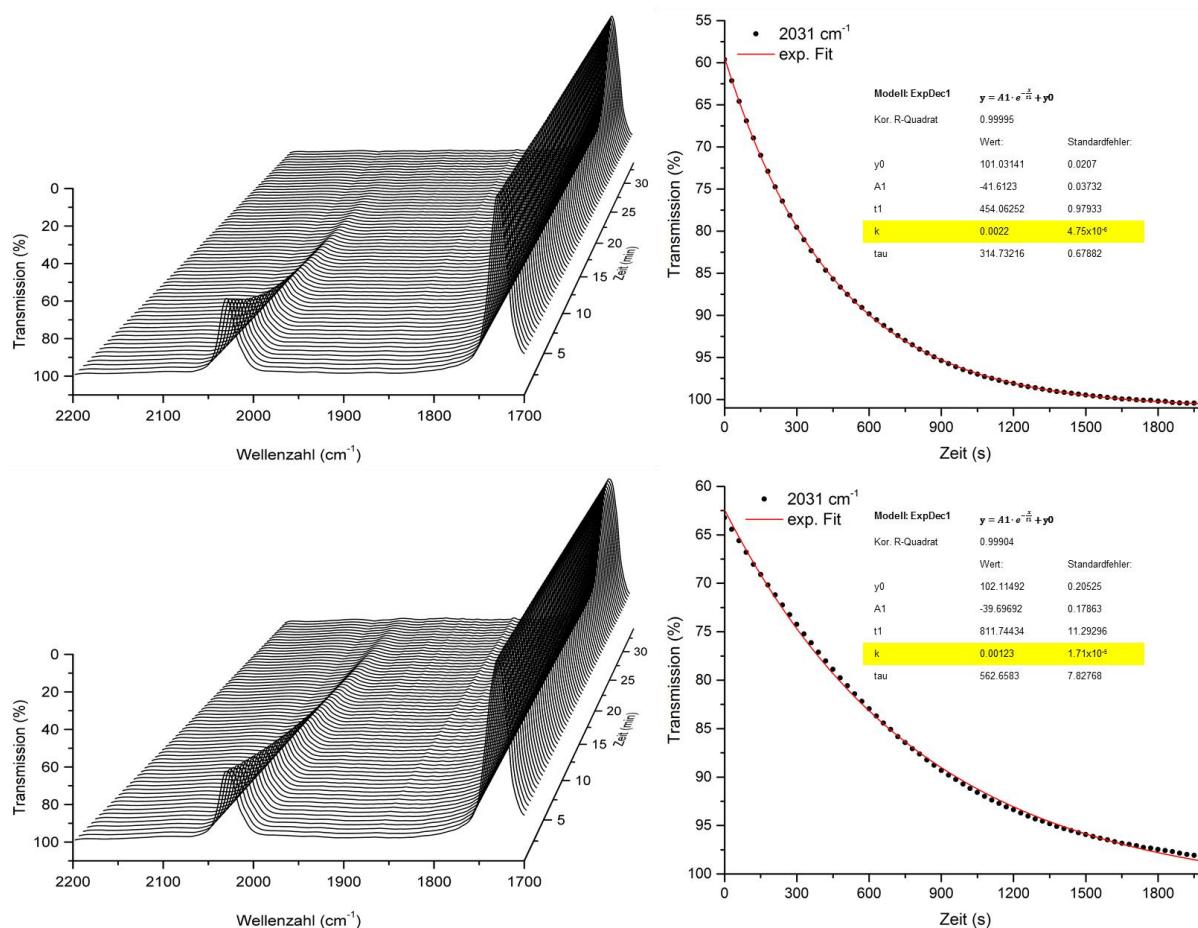 0
20
40
60
80
100
Transmission (%)
2200
2100
2000
1900
1800
1700
Wellenzahl (cm⁻¹)
5
10
15
20
25
30
Zeit (min)
55
60
65
70
75
80
85
90
95
100
Transmission (%)
0
300
600
900
1200
1500
1800
Zeit (s)
2031 cm⁻¹
exp. Fit
Modell: ExpDec1 y = A1· e^(-x/t1) + y0
Kor. R-Quadrat 0.99995
Wert: Standardfehler:
y0 101.03141 0.0207
A1 -41.6123 0.03732
t1 454.06252 0.97933
k 0.0022 4.75x10⁻⁶
tau 314.73216 0.67882
0
20
40
60
80
100
Transmission (%)
2200
2100
2000
1900
1800
1700
Wellenzahl (cm⁻¹)
5
10
15
20
25
30
Zeit (min)
60
65
70
75
80
85
90
95
100
Transmission (%)
0
300
600
900
1200
1500
1800
Zeit (s)
2031 cm⁻¹
exp. Fit
Modell: ExpDec1 y = A1· e^(-x/t1) + y0
Kor. R-Quadrat 0.99904
Wert: Standardfehler:
y0 102.11492 0.20525
A1 -39.69692 0.17863
t1 811.74434 11.29296
k 0.00123 1.71x10⁻⁵
tau 562.6583 7.82768